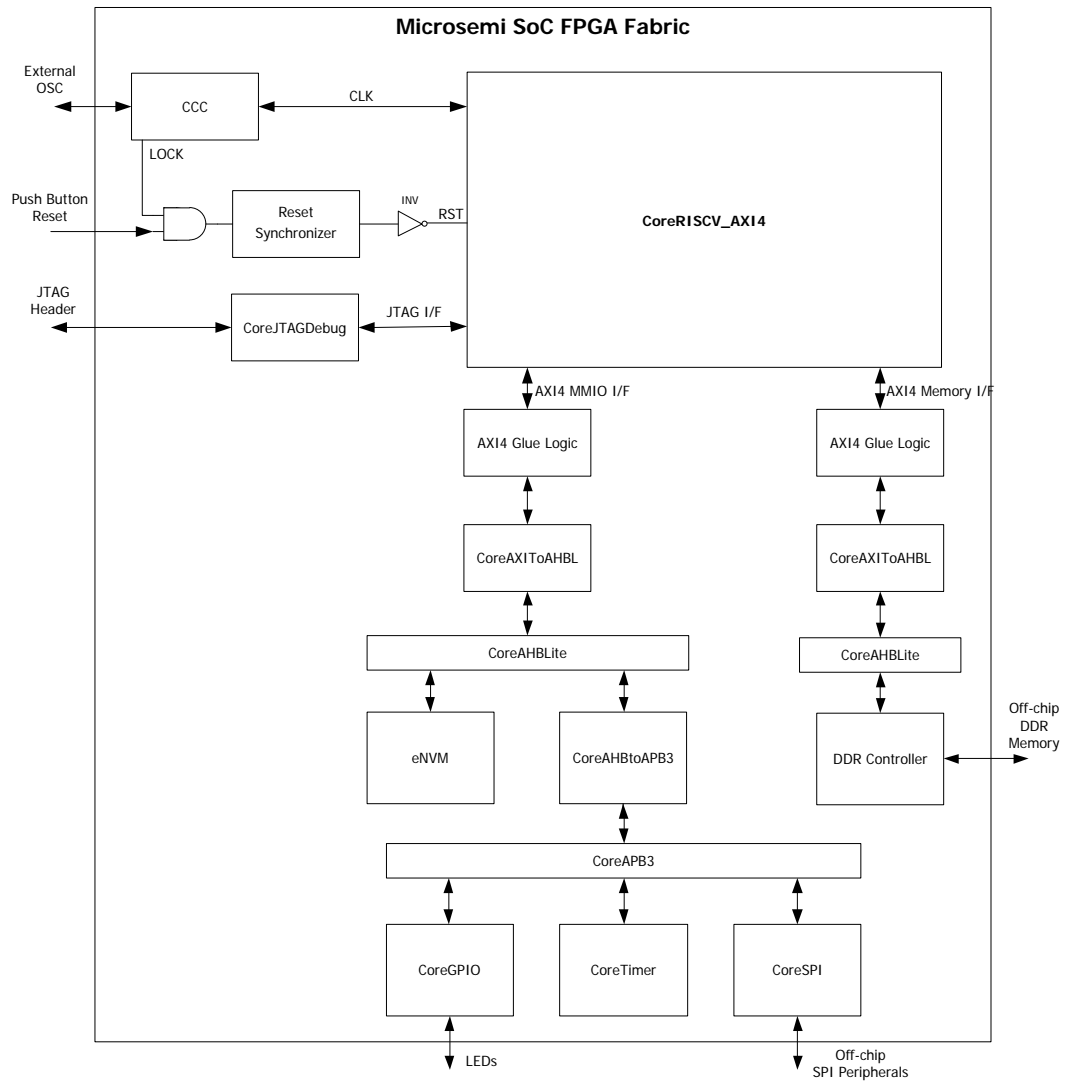 Microsemi SoC FPGA Fabric
External
OSC
CCC
CLK
LOCK
Push Button
Reset
Reset
Synchronizer
INV
RST
CoreRISCV_AXI4
JTAG
Header
CoreJTAGDebug
JTAG I/F
AXI4 MMIO I/F
AXI4 Memory I/F
AXI4 Glue Logic
AXI4 Glue Logic
CoreAXIToAHBL
CoreAXIToAHBL
CoreAHBLite
CoreAHBLite
eNVM
CoreAHBtoAPB3
DDR Controller
Off-chip
DDR
Memory
CoreAPB3
CoreGPIO
CoreTimer
CoreSPI
LEDs
Off-chip
SPI Peripherals